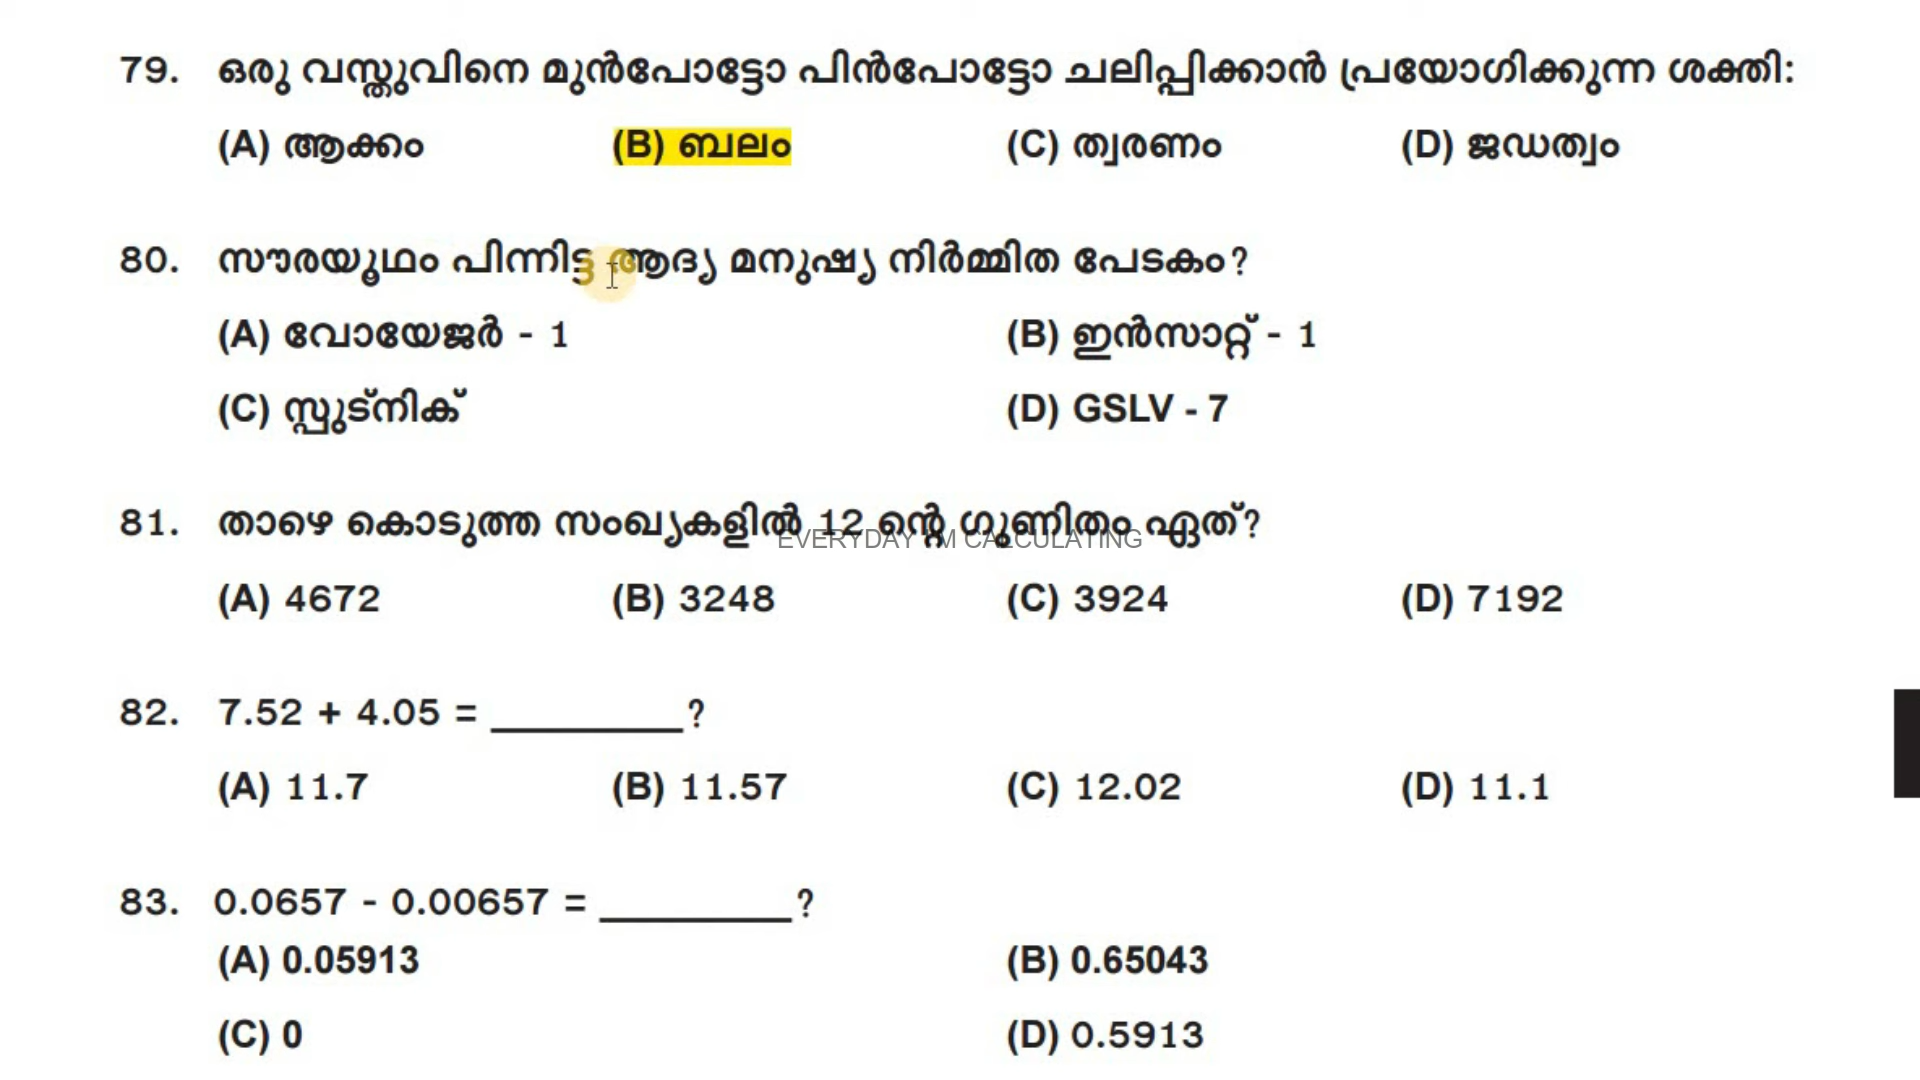 79. ഒരു വസ്തുവിനെ മുൻപോട്ടോ പിൻപോട്ടോ ചലിപ്പിക്കാൻ പ്രയോഗിക്കുന്ന ശക്തി:
(A) ആക്കം (B) ബലം (C) ത്വരണം (D) ജഡത്വം
80. സൗരയൂഥം പിന്നിട്ട ആദ്യ മനുഷ്യ നിർമ്മിത പേടകം?
(A) വോയേജർ - 1 (B) ഇൻസാറ്റ് - 1
(C) സ്പുട്നിക് (D) GSLV - 7
81. താഴെ കൊടുത്ത സംഖ്യകളിൽ 12 ന്റെ ഗുണിതം ഏത്?
EVERYDAY I'M CALCULATING
(A) 4672 (B) 3248 (C) 3924 (D) 7192
82. 7.52 + 4.05 = ________?
(A) 11.7 (B) 11.57 (C) 12.02 (D) 11.1
83. 0.0657 - 0.00657 = ________?
(A) 0.05913 (B) 0.65043
(C) 0 (D) 0.5913